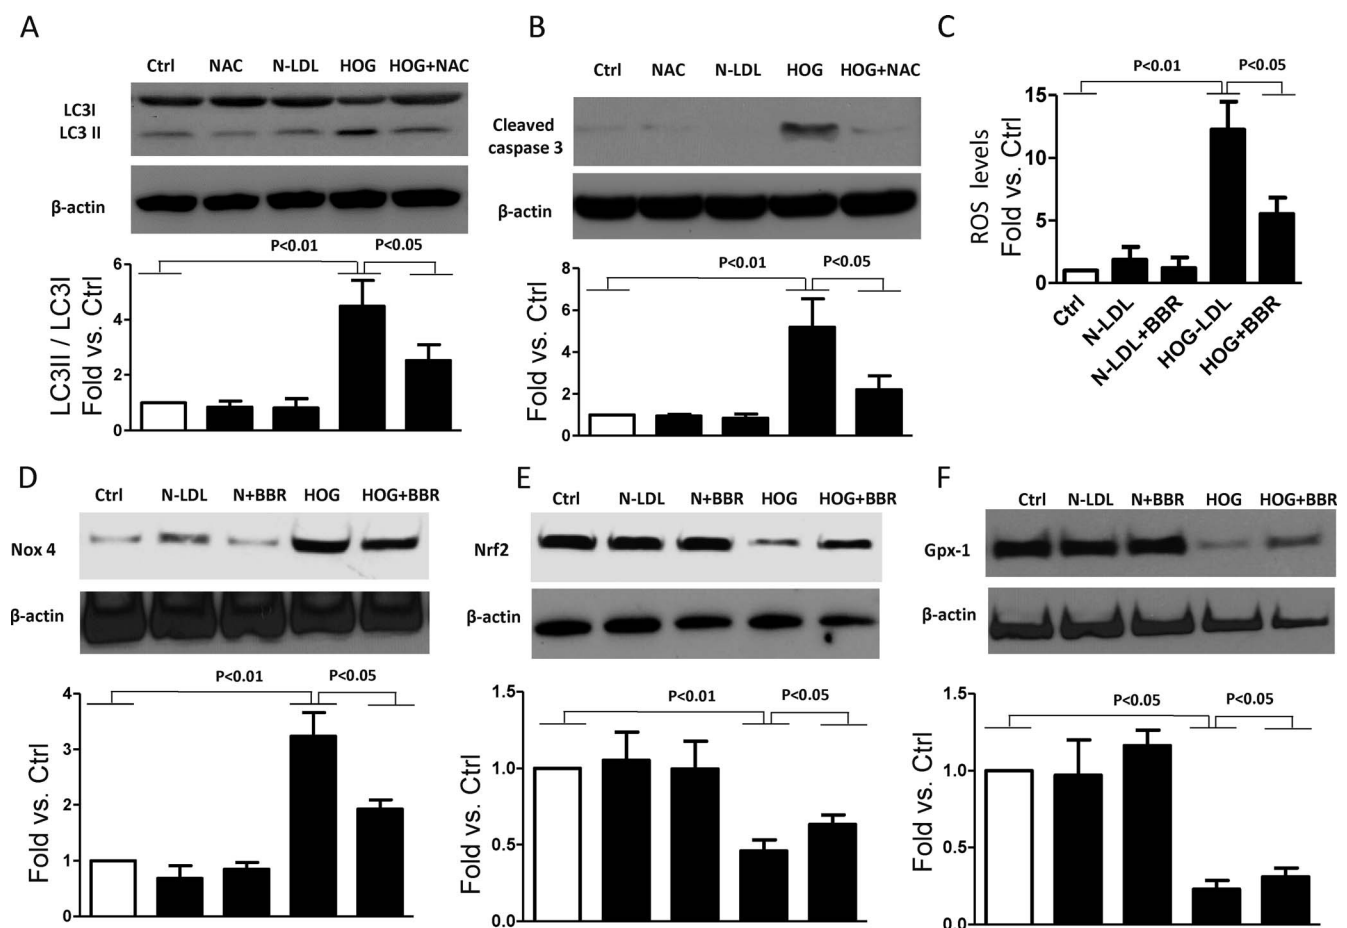 A
Ctrl NAC N-LDL HOG HOG+NAC
LC3I
LC3 II
β-actin
P<0.01 P<0.05
LC3II / LC3I
Fold vs. Ctrl
6
4
2
0
B
Ctrl NAC N-LDL HOG HOG+NAC
Cleaved
caspase 3
β-actin
P<0.01 P<0.05
Fold vs. Ctrl
8
6
4
2
0
C
P<0.01 P<0.05
ROS levels
Fold vs. Ctrl
15
10
5
0
Ctrl
N-LDL
N-LDL+BBR
HOG-LDL
HOG+BBR
D
Ctrl N-LDL N+BBR HOG HOG+BBR
Nox 4
β-actin
P<0.01 P<0.05
Fold vs. Ctrl
4
3
2
1
0
E
Ctrl N-LDL N+BBR HOG HOG+BBR
Nrf2
β-actin
P<0.01 P<0.05
Fold vs. Ctrl
1.5
1.0
0.5
0.0
F
Ctrl N-LDL N+BBR HOG HOG+BBR
Gpx-1
β-actin
P<0.05 P<0.05
Fold vs. Ctrl
1.5
1.0
0.5
0.0